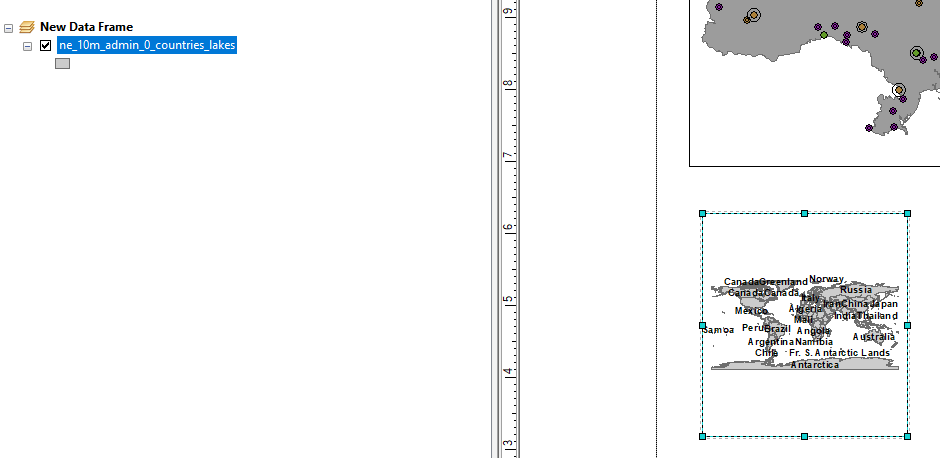 New Data Frame
ne_10m_admin_0_countries_lakes
9
8
7
6
5
4
3
Canada Greenland Norway
Canada Canada Italy Russia
Mexico Algeria Iran China Japan
Mali India Thailand
Samoa Peru Brazil Angola Australia
Argentina Namibia
Chile Fr. S. Antarctic Lands
Antarctica